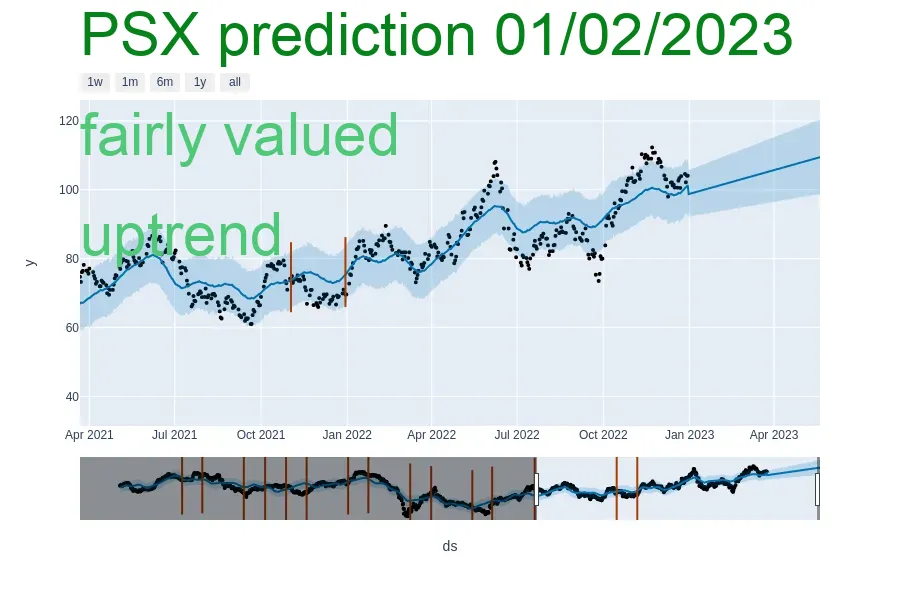 PSX prediction 01/02/2023
1w 1m 6m 1y all
120
fairly valued
100
uptrend
80
y
60
40
Apr 2021 Jul 2021 Oct 2021 Jan 2022 Apr 2022 Jul 2022 Oct 2022 Jan 2023 Apr 2023
ds